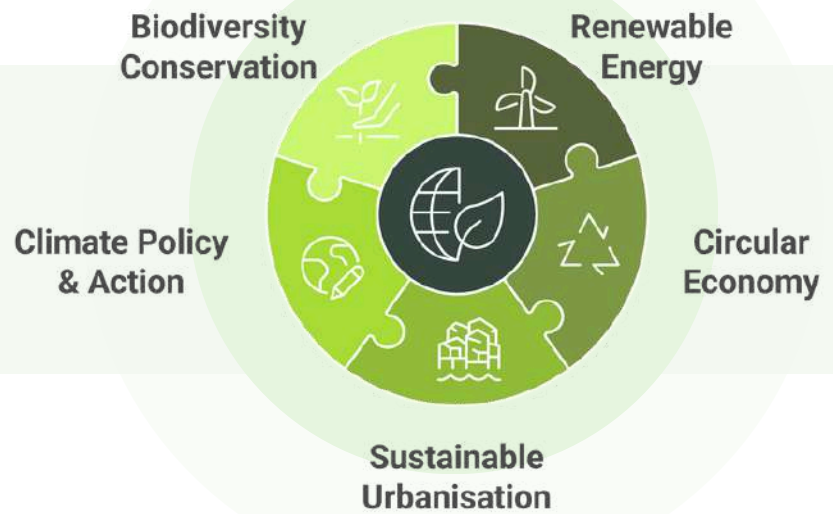 Biodiversity
Conservation
Renewable
Energy
Climate Policy
& Action
Circular
Economy
Sustainable
Urbanisation